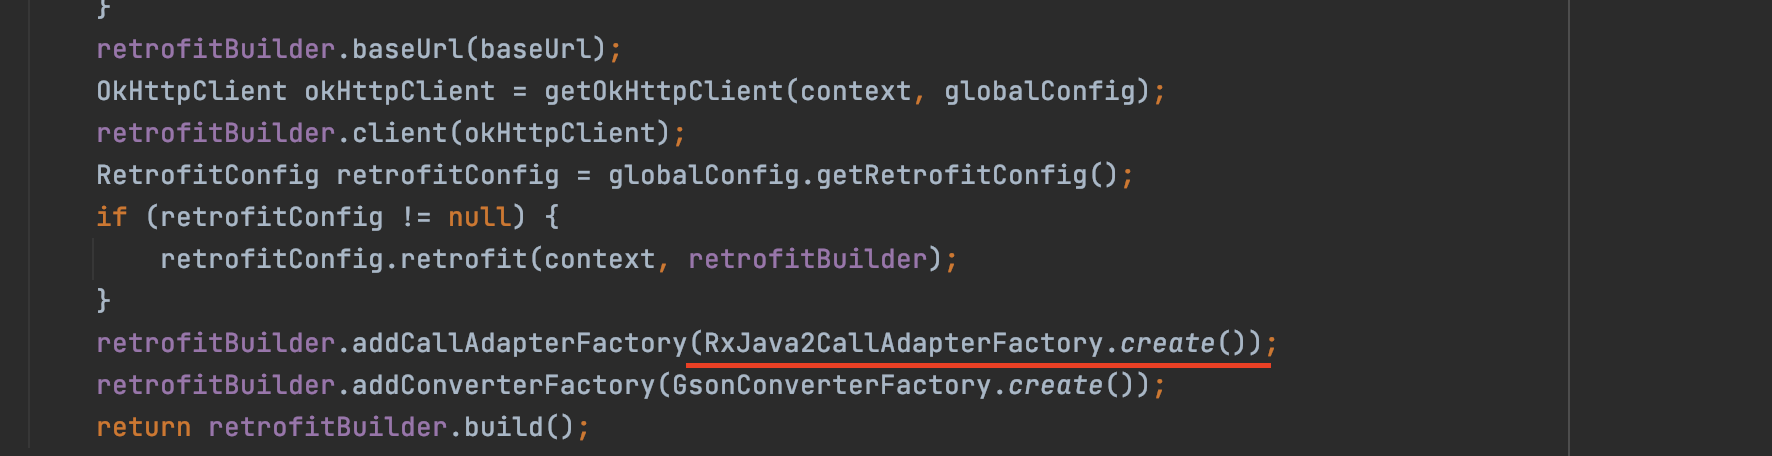 }
retrofitBuilder.baseUrl(baseUrl);
OkHttpClient okHttpClient = getOkHttpClient(context, globalConfig);
retrofitBuilder.client(okHttpClient);
RetrofitConfig retrofitConfig = globalConfig.getRetrofitConfig();
if (retrofitConfig != null) {
    retrofitConfig.retrofit(context, retrofitBuilder);
}
retrofitBuilder.addCallAdapterFactory(RxJava2CallAdapterFactory.create());
retrofitBuilder.addConverterFactory(GsonConverterFactory.create());
return retrofitBuilder.build();